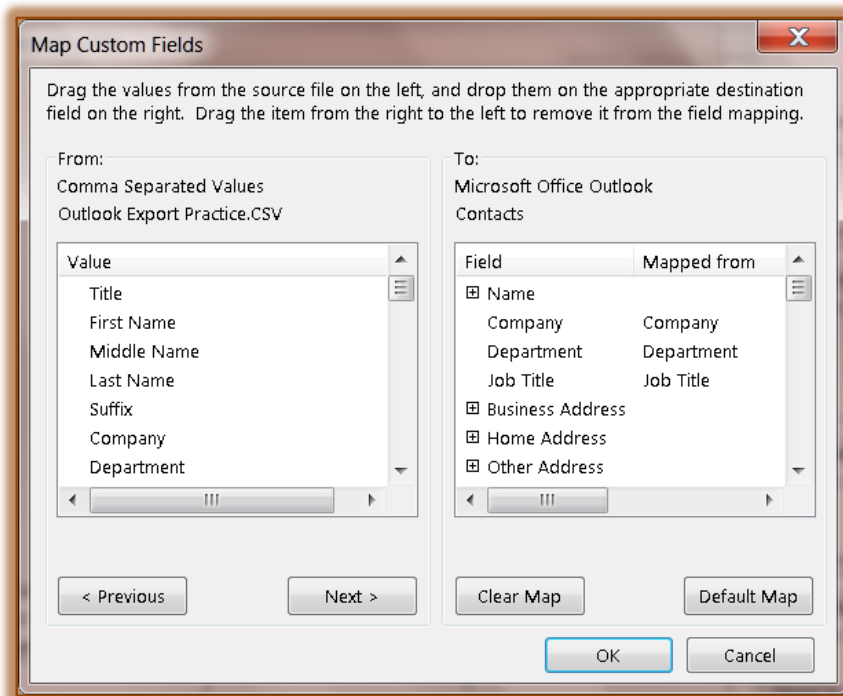 Map Custom Fields
Drag the values from the source file on the left, and drop them on the appropriate destination
field on the right. Drag the item from the right to the left to remove it from the field mapping.
From:
Comma Separated Values
Outlook Export Practice.CSV
Value
Title
First Name
Middle Name
Last Name
Suffix
Company
Department
< Previous
Next >
To:
Microsoft Office Outlook
Contacts
Field Mapped from
Name
Company Company
Department Department
Job Title Job Title
Business Address
Home Address
Other Address
Clear Map
Default Map
OK
Cancel